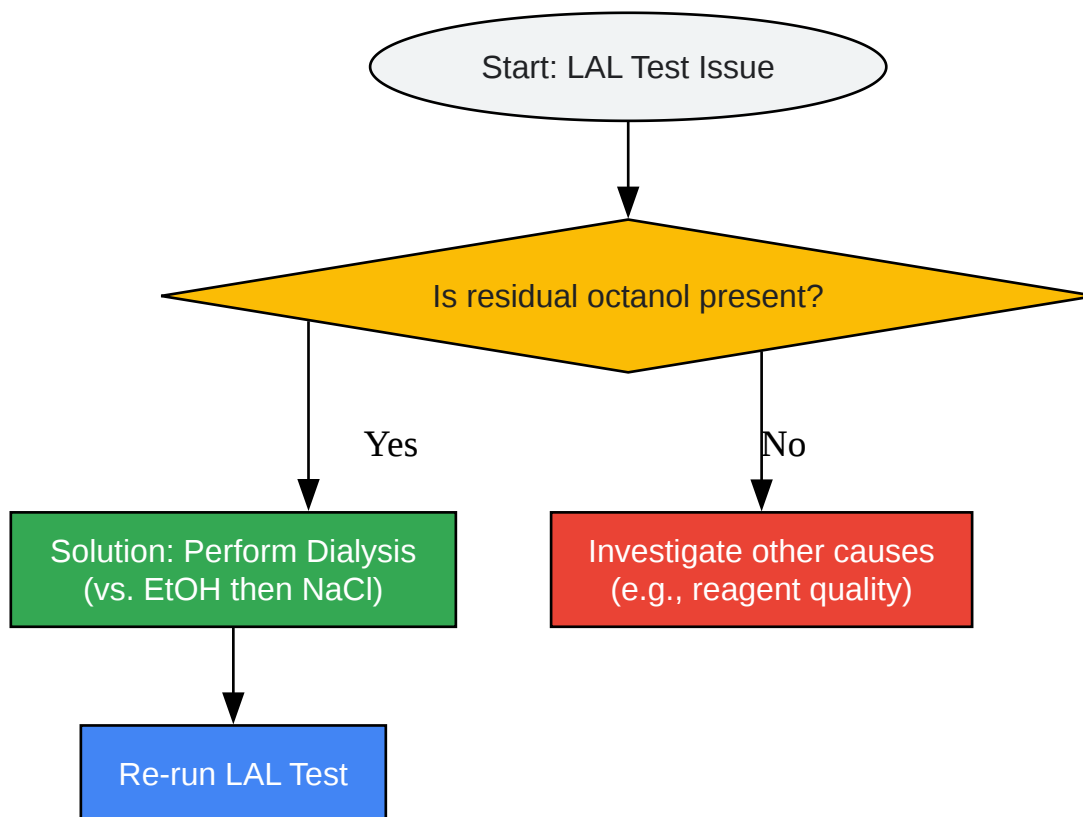 Start: LAL Test Issue
Is residual octanol present?
Yes
No
Solution: Perform Dialysis
(vs. EtOH then NaCl)
Investigate other causes
(e.g., reagent quality)
Re-run LAL Test